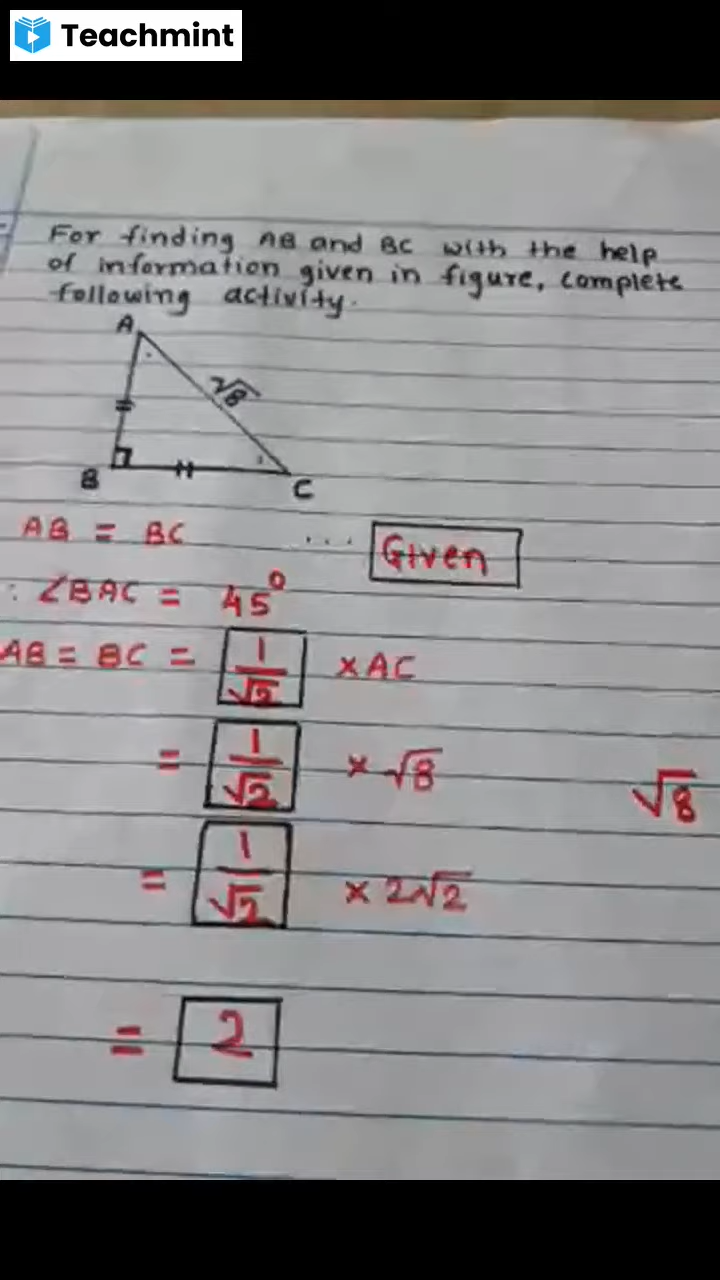 Teachmint
For finding AB and BC with the help
of information given in figure, complete
following activity.
A
√8
B
C
AB = BC ... Given
∴ ∠BAC = 45°
AB = BC = 1/√2 × AC
= 1/√2 × √8
√8
= 1/√2 × 2√2
= 2